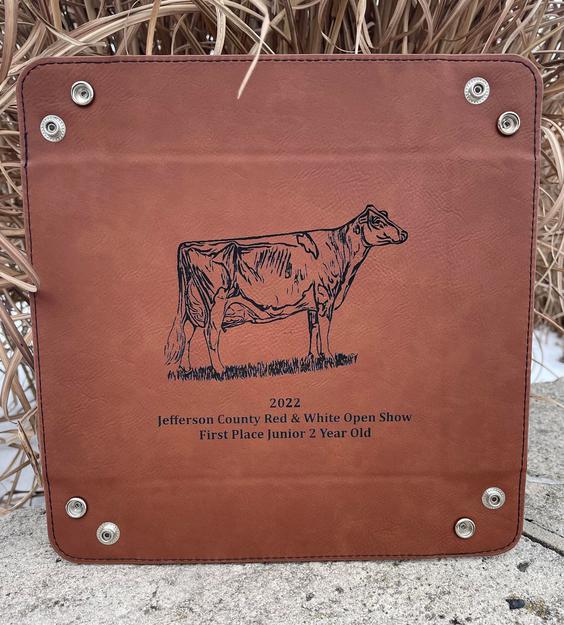 2022
Jefferson County Red & White Open Show
First Place Junior 2 Year Old